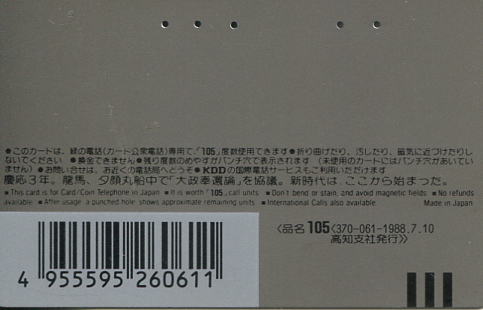 ●このカードは、緑の電話(カード公衆電話)専用で、「105」度数使用できます●折り曲げたり、汚したり、磁気に近づけたりし
ないでください ●換金できません●残り度数のめやすがパンチ穴で表示されます (未使用のカードにはパンチ穴がありま
せん) ●お問い合せは、お近くの電話局へどうぞ●KDDの国際電話サービスもご利用いただけます
慶応3年。龍馬、夕顔丸船中で「大政奉還論」を協議。新時代は、ここから始まった。
■This card is for Card/Coin Telephone in Japan ■It is worth "105" call units ■Don't bend or stain, and avoid magnetic fields ■No refunds
available ■After usage a punched hole shows approximate remaining units ■International Calls also available Made in Japan
〈品名 105〈370-061-1988.7.10
高知支社発行〉〉
4 955595 260611